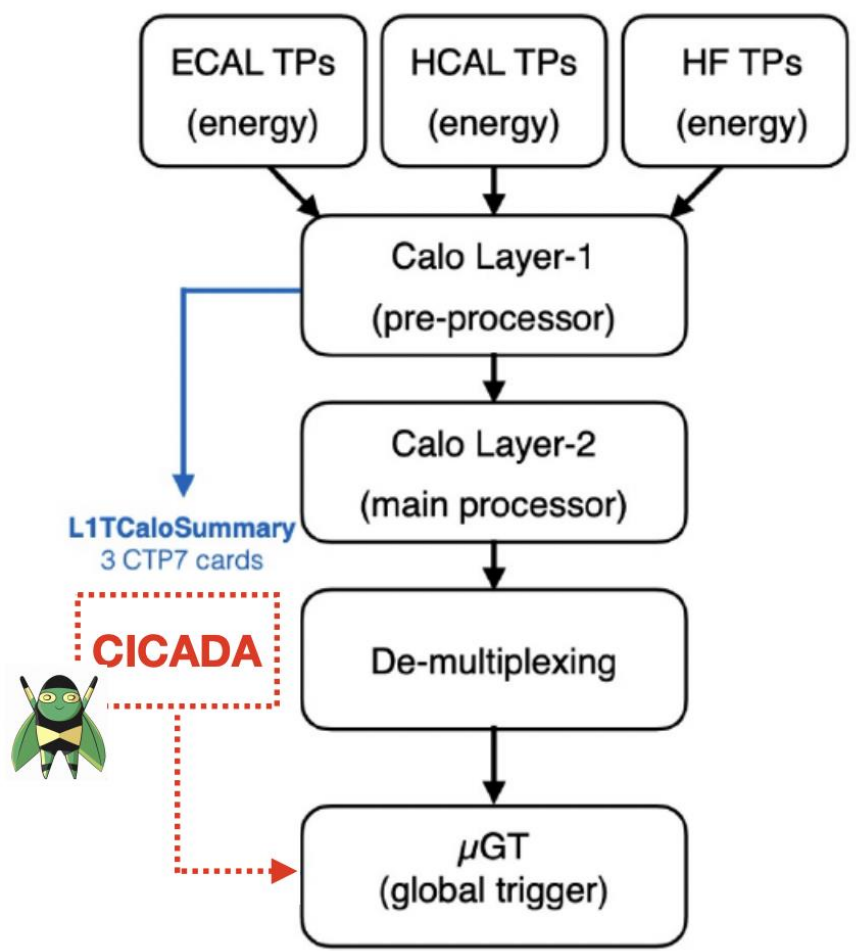 ECAL TPs
(energy)
HCAL TPs
(energy)
HF TPs
(energy)
Calo Layer-1
(pre-processor)
Calo Layer-2
(main processor)
L1TCaloSummary
3 CTP7 cards
CICADA
De-multiplexing
μGT
(global trigger)